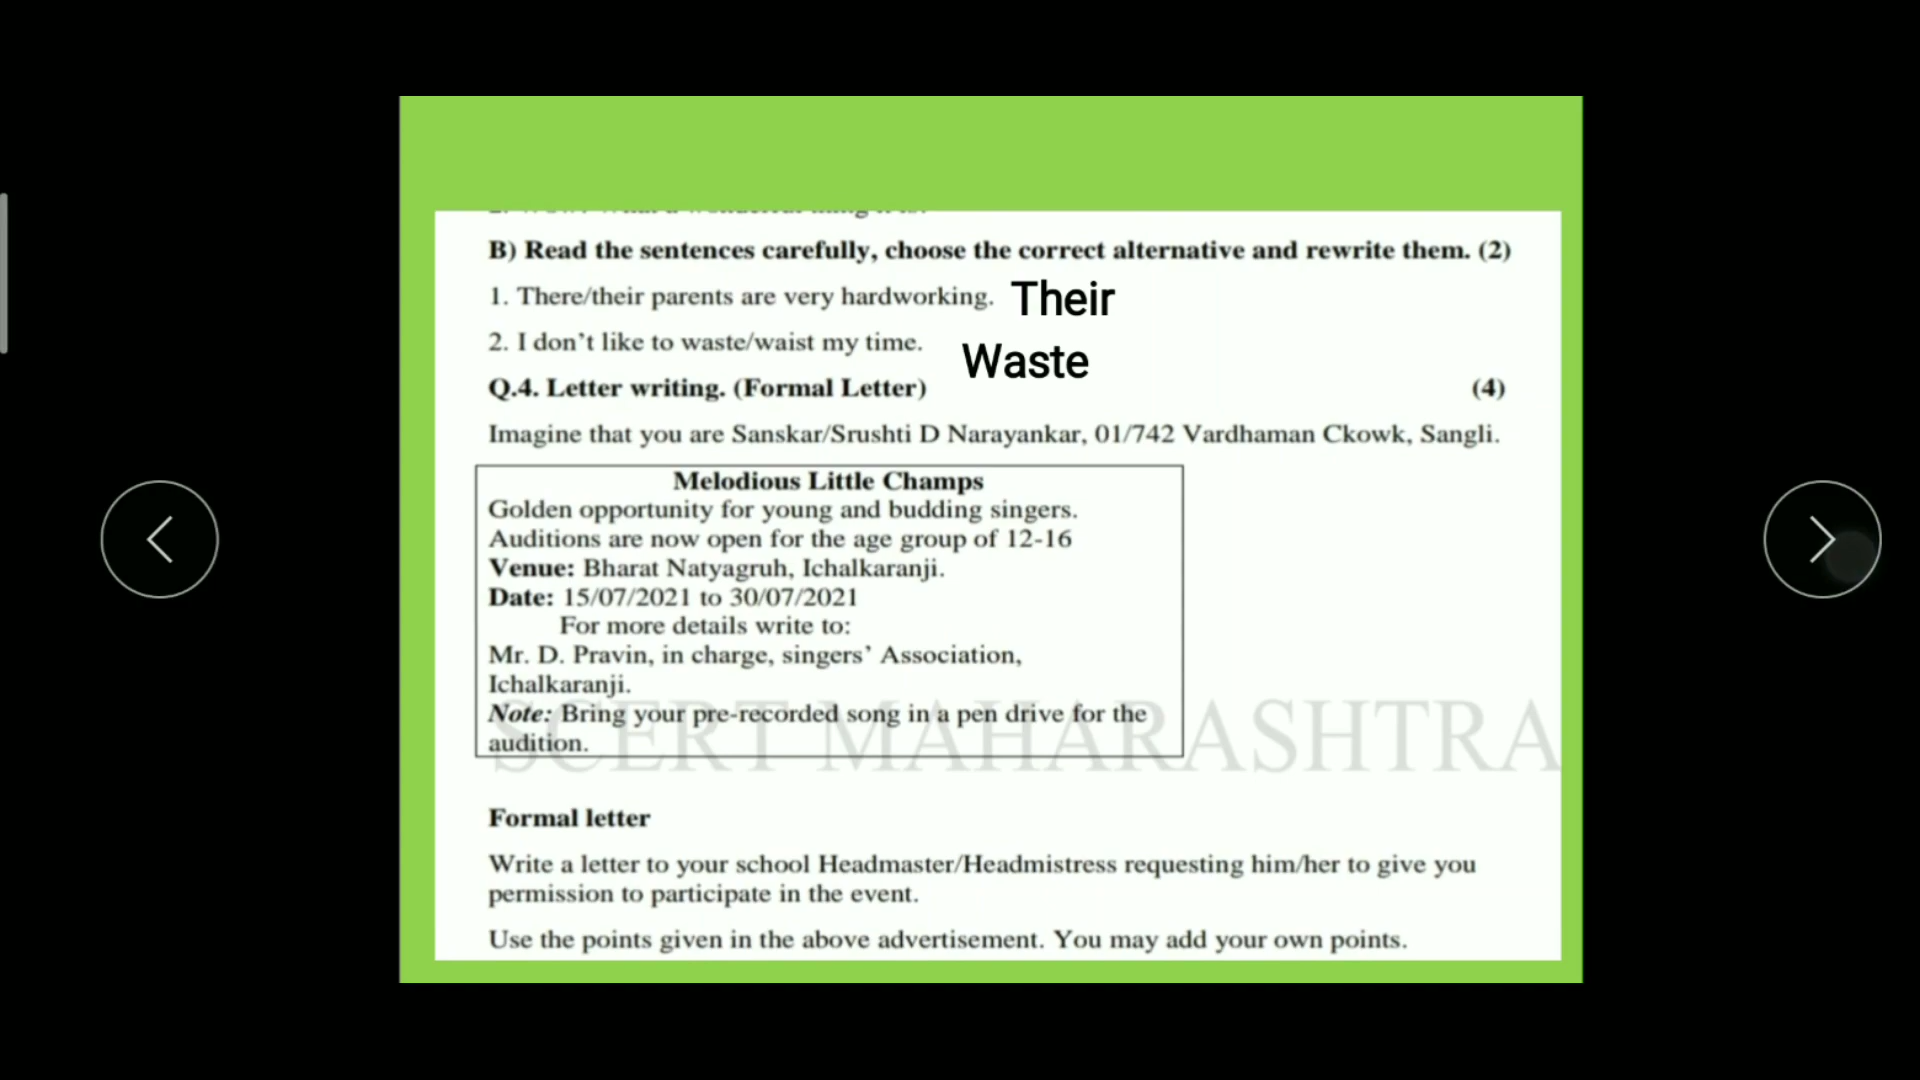 B) Read the sentences carefully, choose the correct alternative and rewrite them. (2)
1. There/their parents are very hardworking. Their
2. I don’t like to waste/waist my time. Waste
Q.4. Letter writing. (Formal Letter) (4)
Imagine that you are Sanskar/Srushti D Narayankar, 01/742 Vardhaman Ckowk, Sangli.
Melodious Little Champs
Golden opportunity for young and budding singers.
Auditions are now open for the age group of 12-16
Venue: Bharat Natyagruh, Ichalkaranji.
Date: 15/07/2021 to 30/07/2021
For more details write to:
Mr. D. Pravin, in charge, singers’ Association,
Ichalkaranji.
Note: Bring your pre-recorded song in a pen drive for the
audition.
SCERT MAHARASHTRA
Formal letter
Write a letter to your school Headmaster/Headmistress requesting him/her to give you
permission to participate in the event.
Use the points given in the above advertisement. You may add your own points.